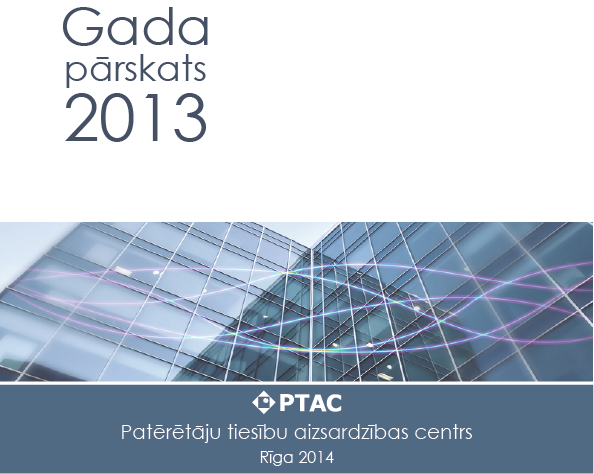 Gada
pārskats
2013
PTAC
Patērētāju tiesību aizsardzības centrs
Rīga 2014